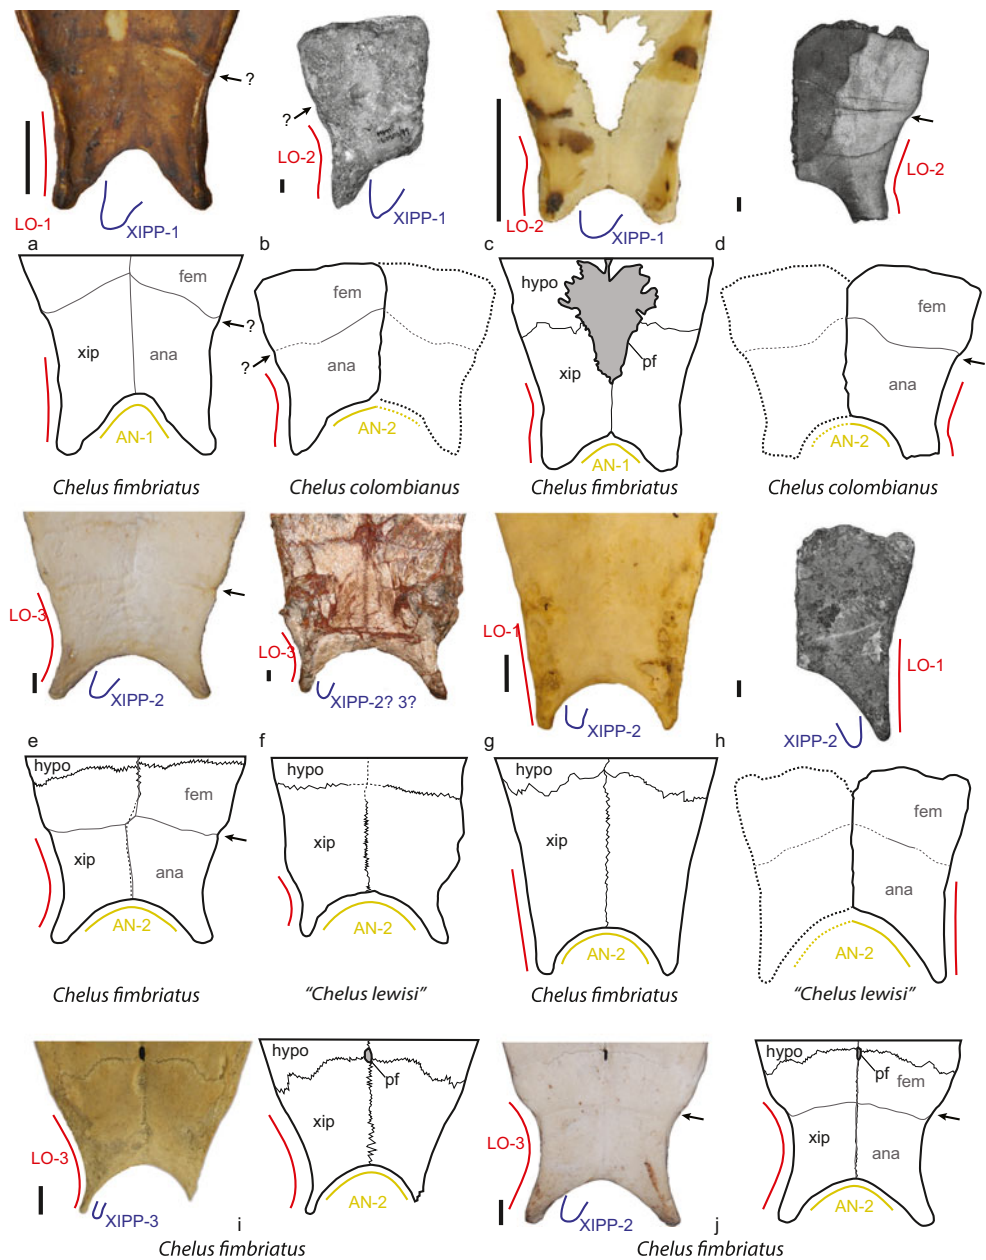 ?
?
LO-1
LO-2
LO-2
LO-2
XIPP-1
XIPP-1
XIPP-1
a
b
c
d
fem
fem
hypo
fem
?
?
xip
ana
ana
xip
pf
ana
AN-1
AN-2
AN-1
AN-2
Chelus fimbriatus
Chelus colombianus
Chelus fimbriatus
Chelus colombianus
LO-3
LO-3
LO-1
LO-1
XIPP-2
XIPP-2? 3?
XIPP-2
XIPP-2
e
f
g
h
hypo
hypo
hypo
fem
fem
xip
xip
xip
ana
ana
AN-2
AN-2
AN-2
AN-2
Chelus fimbriatus
"Chelus lewisi"
Chelus fimbriatus
"Chelus lewisi"
hypo
pf
hypo
pf
fem
LO-3
xip
LO-3
xip
ana
AN-2
AN-2
XIPP-3
XIPP-2
i
j
Chelus fimbriatus
Chelus fimbriatus